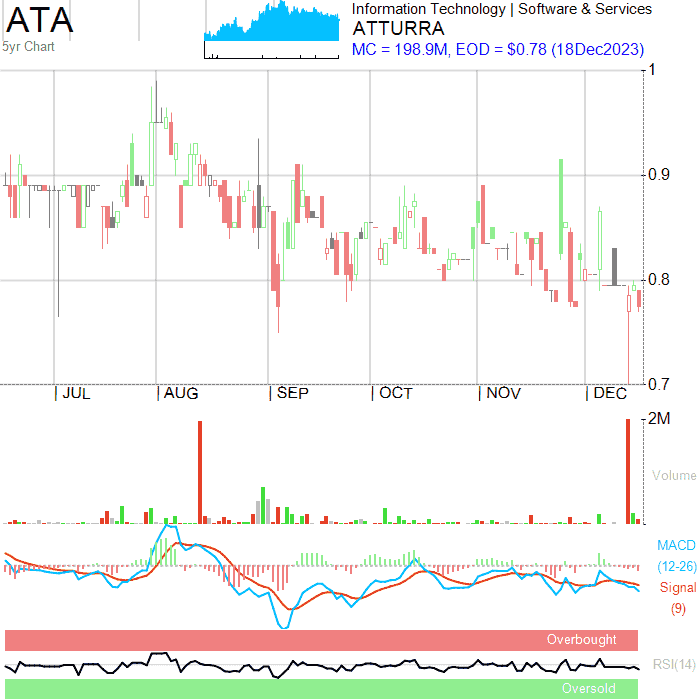 ATA
5yr Chart
Information Technology | Software & Services
ATTURRA
MC = 198.9M, EOD = $0.78 (18Dec2023)
1
0.9
0.8
0.7
| JUL | AUG | SEP | OCT | NOV | DEC
2M
Volume
MACD
(12-26)
Signal
(9)
Overbought
RSI(14)
Oversold